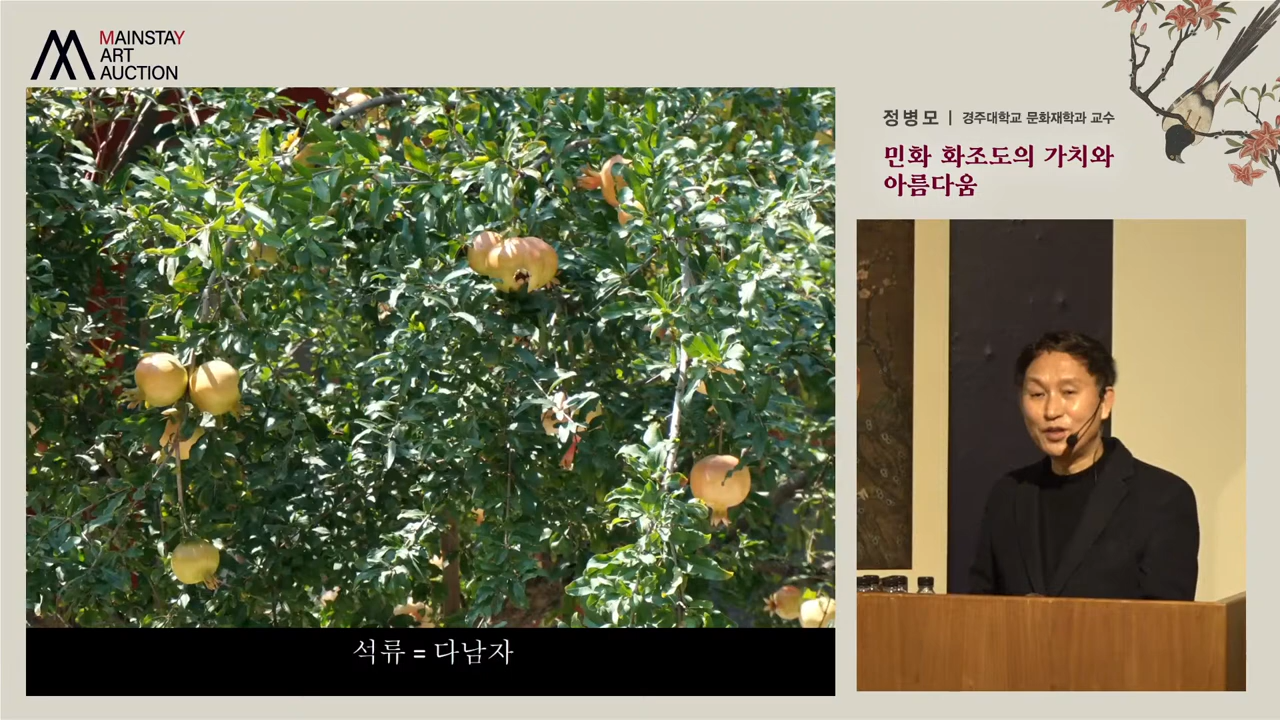 MAINSTAY
ART
AUCTION
정병모 | 경주대학교 문화재학과 교수
민화 화조도의 가치와
아름다움
석류 = 다남자